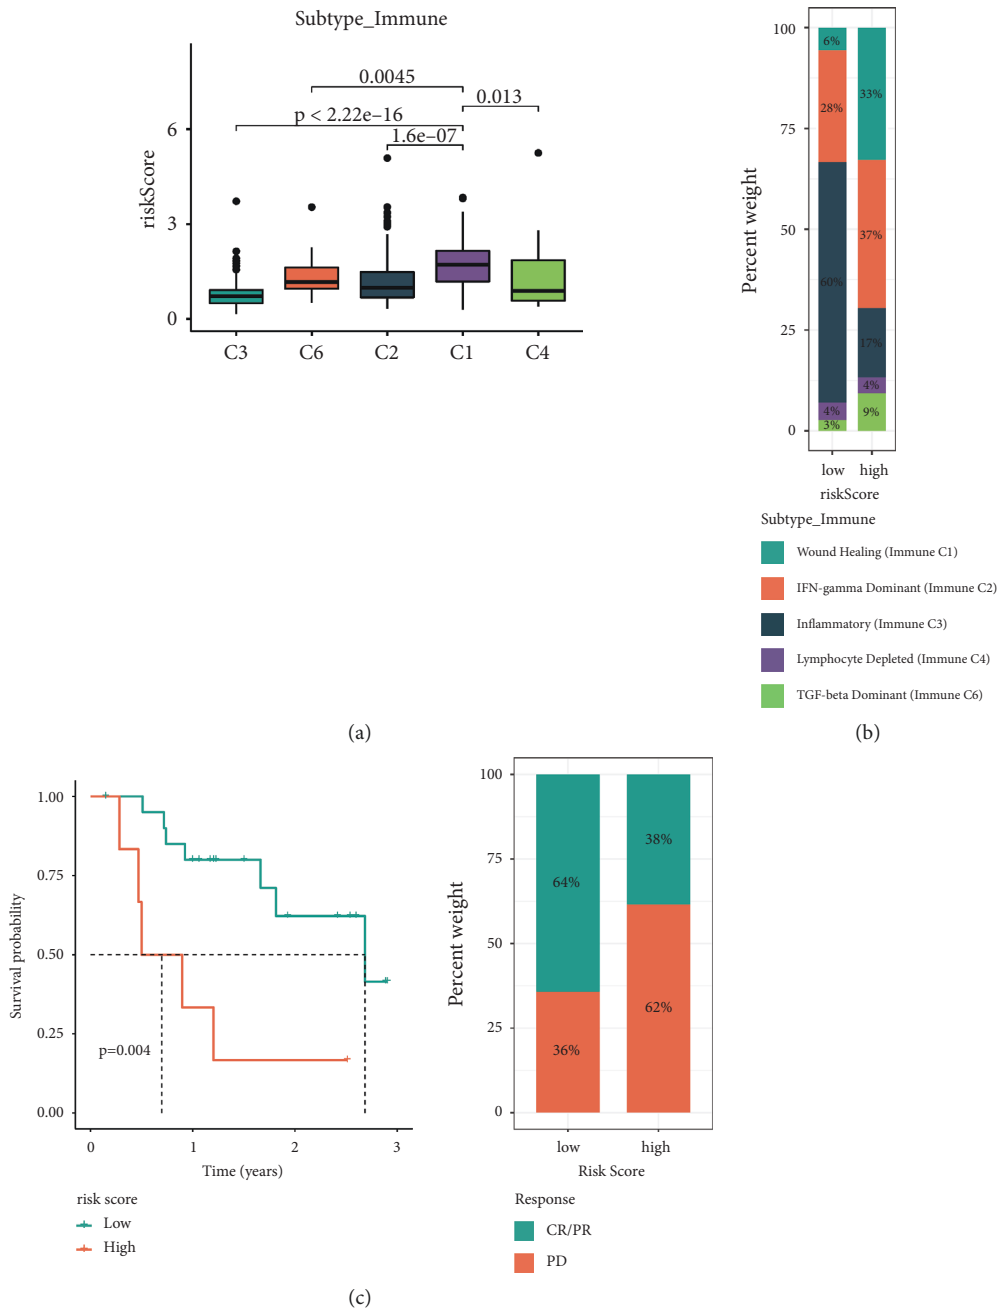 Subtype_Immune
riskScore
6
3
0
0.0045
0.013
p < 2.22e–16
1.6e–07
C3 C6 C2 C1 C4
(a)
Percent weight
100
75
50
25
0
6%
28%
60%
4%
3%
33%
37%
17%
4%
9%
low high
riskScore
Subtype_Immune
Wound Healing (Immune C1)
IFN-gamma Dominant (Immune C2)
Inflammatory (Immune C3)
Lymphocyte Depleted (Immune C4)
TGF-beta Dominant (Immune C6)
(b)
Survival probability
1.00
0.75
0.50
0.25
0.00
p=0.004
0 1 2 3
Time (years)
risk score
Low
High
Percent weight
100
75
50
25
0
64%
36%
38%
62%
low high
Risk Score
Response
CR/PR
PD
(c)